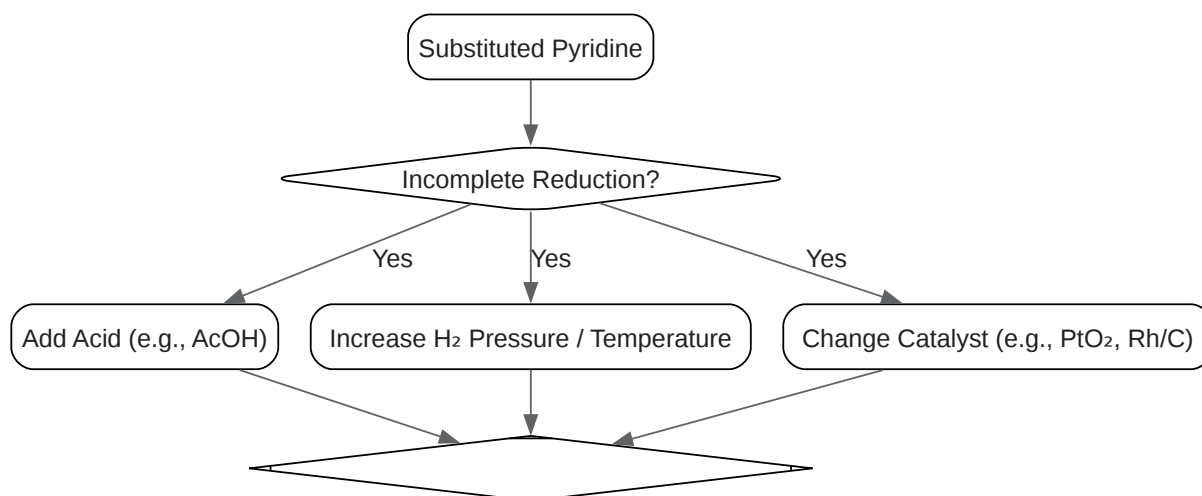 Substituted Pyridine
Incomplete Reduction?
Yes
Yes
Yes
Add Acid (e.g., AcOH)
Increase H₂ Pressure / Temperature
Change Catalyst (e.g., PtO₂, Rh/C)